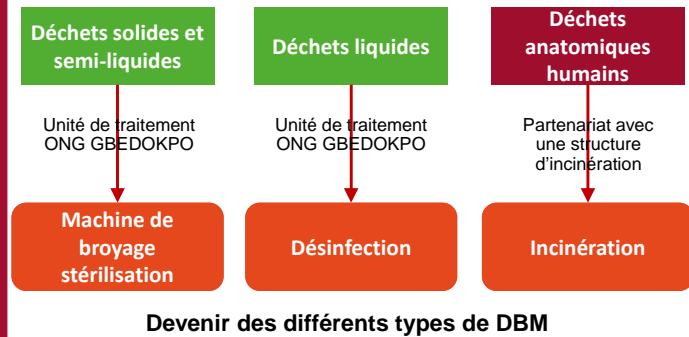 Déchets solides et
semi-liquides
Déchets liquides
Déchets
anatomiques
humains
Unité de traitement
ONG GBEDOKPO
Unité de traitement
ONG GBEDOKPO
Partenariat avec
une structure
d'incinération
Machine de
broyage
stérilisation
Désinfection
Incinération
Devenir des différents types de DBM